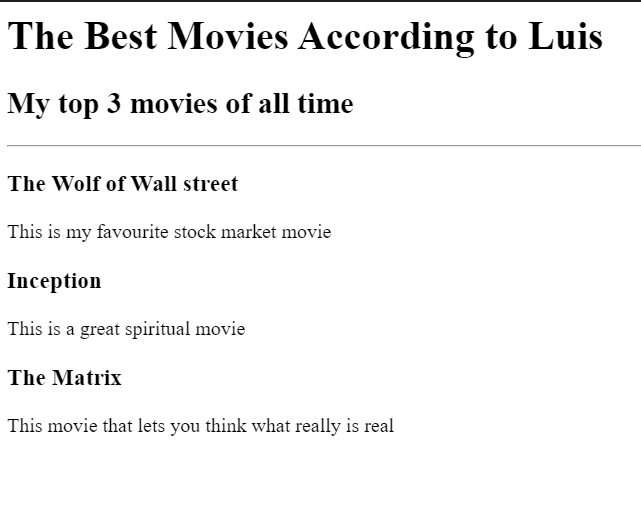 The Best Movies According to Luis
My top 3 movies of all time
The Wolf of Wall street
This is my favourite stock market movie
Inception
This is a great spiritual movie
The Matrix
This movie that lets you think what really is real